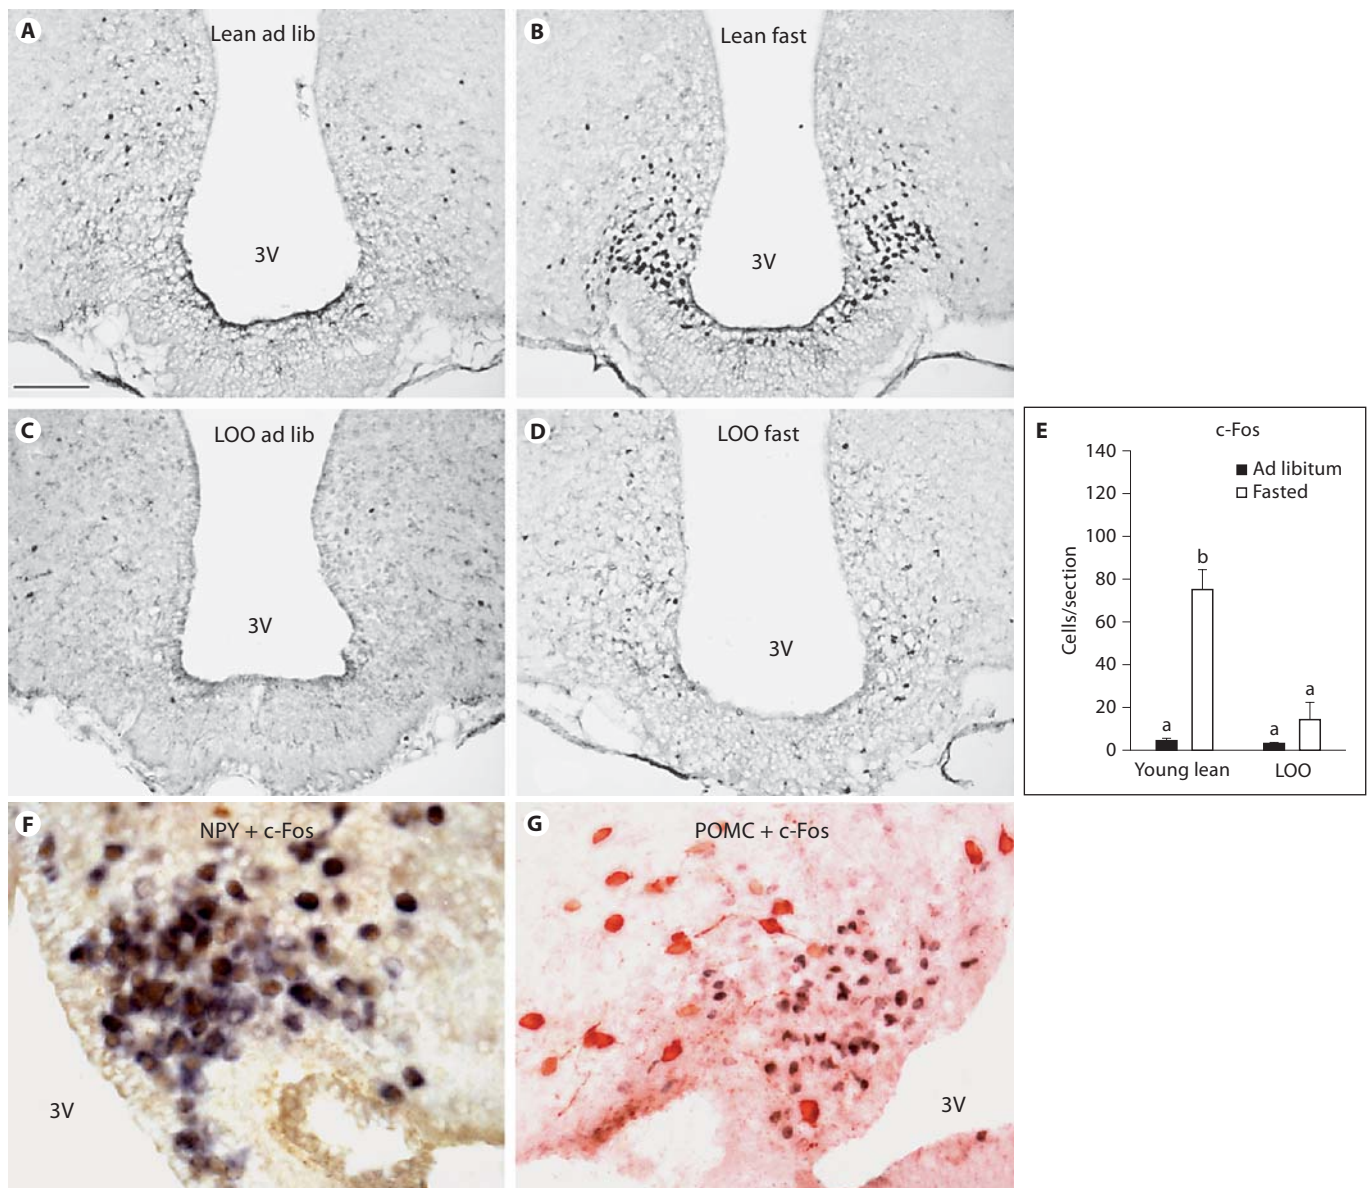 A
Lean ad lib
3V
B
Lean fast
3V
C
LOO ad lib
3V
D
LOO fast
3V
E
c-Fos
140
120
100
80
60
40
20
0
Cells/section
Ad libitum
Fasted
a
b
a
a
Young lean
LOO
F
NPY + c-Fos
3V
G
POMC + c-Fos
3V